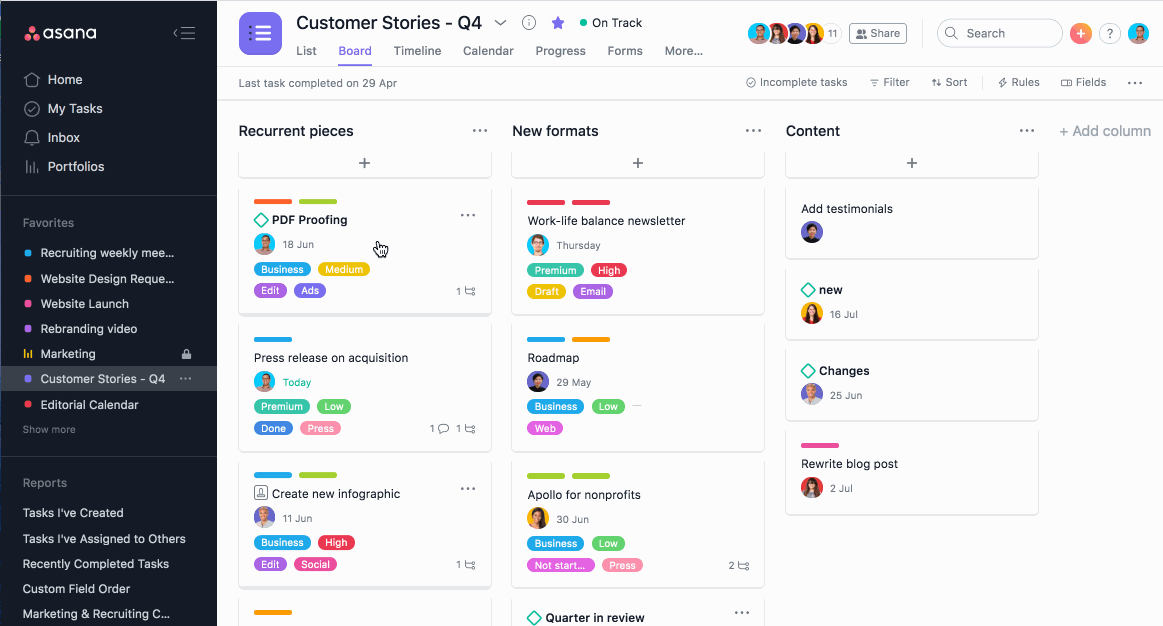 asana
Home
My Tasks
Inbox
Portfolios
Favorites
Recruiting weekly mee...
Website Design Reque...
Website Launch
Rebranding video
Marketing
Customer Stories - Q4
Editorial Calendar
Show more
Reports
Tasks I've Created
Tasks I've Assigned to Others
Recently Completed Tasks
Custom Field Order
Marketing & Recruiting C...
Customer Stories - Q4
On Track
11
Share
Search
?
List Board Timeline Calendar Progress Forms More...
Last task completed on 29 Apr
Incomplete tasks Filter Sort Rules Fields
Recurrent pieces
+
PDF Proofing
18 Jun
Business Medium
Edit Ads
1
Press release on acquisition
Today
Premium Low
Done Press
1 1
Create new infographic
11 Jun
Business High
Edit Social
1
New formats
+
Work-life balance newsletter
Thursday
Premium High
Draft Email
Roadmap
29 May
Business Low —
Web
Apollo for nonprofits
30 Jun
Business Low
Not start... Press
2
Quarter in review
Content
+
Add testimonials
new
16 Jul
Changes
25 Jun
Rewrite blog post
2 Jul
+ Add column